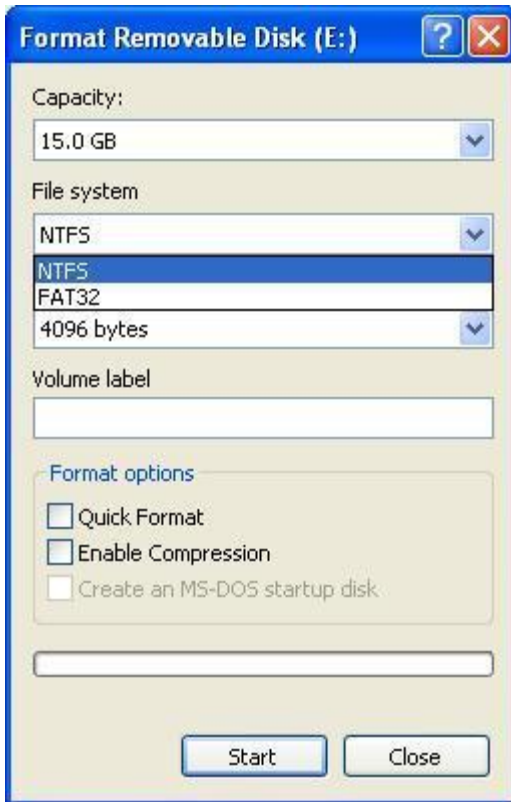 Format Removable Disk (E:)
Capacity:
15.0 GB
File system
NTFS
NTFS
FAT32
4096 bytes
Volume label
Format options
Quick Format
Enable Compression
Create an MS-DOS startup disk
Start Close